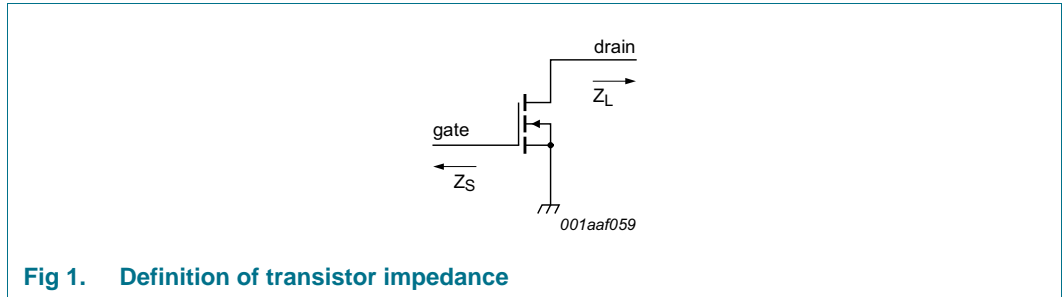 drain
Z_L
gate
Z_S
001aaf059
Fig 1. Definition of transistor impedance